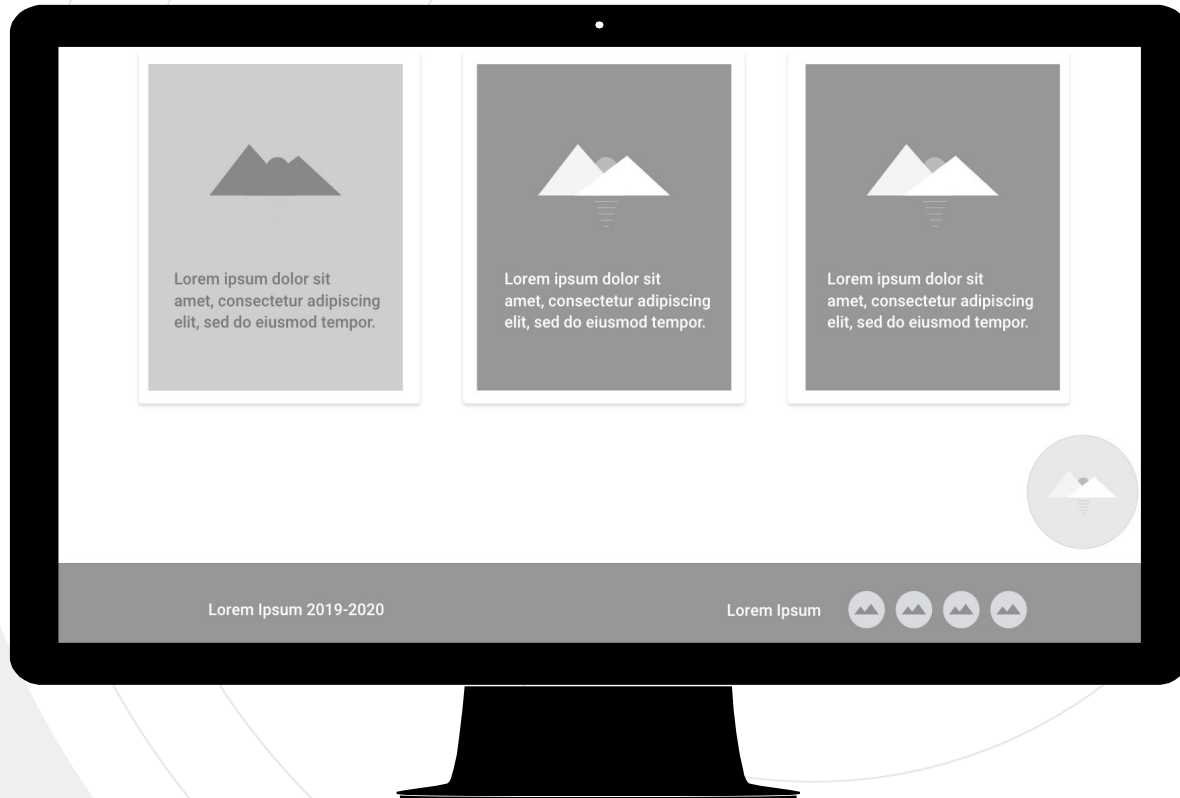 Lorem ipsum dolor sit
amet, consectetur adipiscing
elit, sed do eiusmod tempor.
Lorem ipsum dolor sit
amet, consectetur adipiscing
elit, sed do eiusmod tempor.
Lorem ipsum dolor sit
amet, consectetur adipiscing
elit, sed do eiusmod tempor.
Lorem Ipsum 2019-2020
Lorem Ipsum